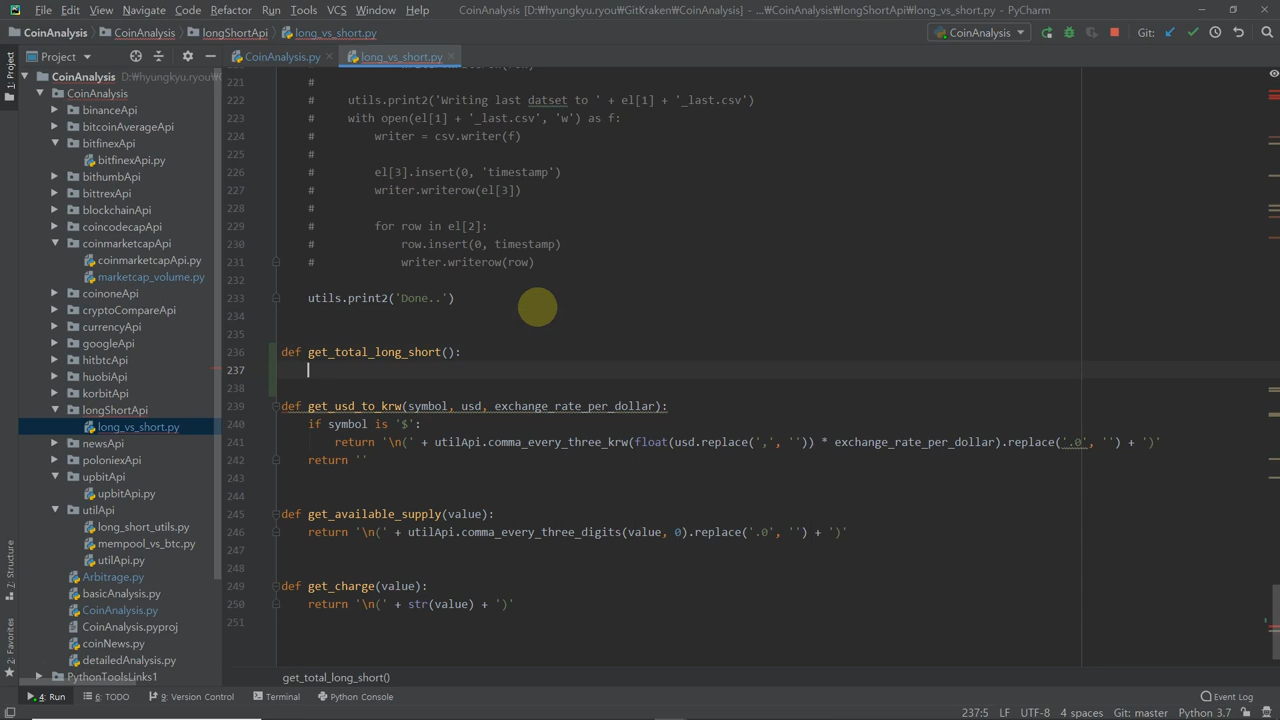 File Edit View Navigate Code Refactor Run Tools VCS Window Help CoinAnalysis [D:₩hyungkyu.ryou₩GitKraken₩CoinAnalysis] - ...₩CoinAnalysis₩longShortApi₩long_vs_short.py - PyCharm
CoinAnalysis CoinAnalysis longShortApi long_vs_short.py CoinAnalysis Git:
Project CoinAnalysis.py long_vs_short.py
1: Project
CoinAnalysis D:₩hyungkyu.ryou₩GitKraken₩Coin
CoinAnalysis
binanceApi
bitcoinAverageApi
bitfinexApi
bitfinexApi.py
bithumbApi
bittrexApi
blockchainApi
coincodecapApi
coinmarketcapApi
coinmarketcapApi.py
marketcap_volume.py
coinoneApi
cryptoCompareApi
currencyApi
googleApi
hitbtcApi
huobiApi
korbitApi
longShortApi
long_vs_short.py
newsApi
poloniexApi
upbitApi
upbitApi.py
utilApi
long_short_utils.py
mempool_vs_btc.py
utilApi.py
Arbitrage.py
basicAnalysis.py
CoinAnalysis.py
CoinAnalysis.pyproj
coinNews.py
detailedAnalysis.py
PythonToolsLinks1
7: Structure
2: Favorites
221 #
222 # utils.print2('Writing last datset to ' + el[1] + '_last.csv')
223 # with open(el[1] + '_last.csv', 'w') as f:
224 # writer = csv.writer(f)
225 #
226 # el[3].insert(0, 'timestamp')
227 # writer.writerow(el[3])
228 #
229 # for row in el[2]:
230 # row.insert(0, timestamp)
231 # writer.writerow(row)
232
233 utils.print2('Done..')
234
235
236 def get_total_long_short():
237
238
239 def get_usd_to_krw(symbol, usd, exchange_rate_per_dollar):
240 if symbol is '$':
241 return '\n(' + utilApi.comma_every_three_krw(float(usd.replace(',', '')) * exchange_rate_per_dollar).replace('.0', '') + ')'
242 return ''
243
244
245 def get_available_supply(value):
246 return '\n(' + utilApi.comma_every_three_digits(value, 0).replace('.0', '') + ')'
247
248
249 def get_charge(value):
250 return '\n(' + str(value) + ')'
251
get_total_long_short()
4: Run 6: TODO 9: Version Control Terminal Python Console Event Log
237:5 LF UTF-8 4 spaces Git: master Python 3.7